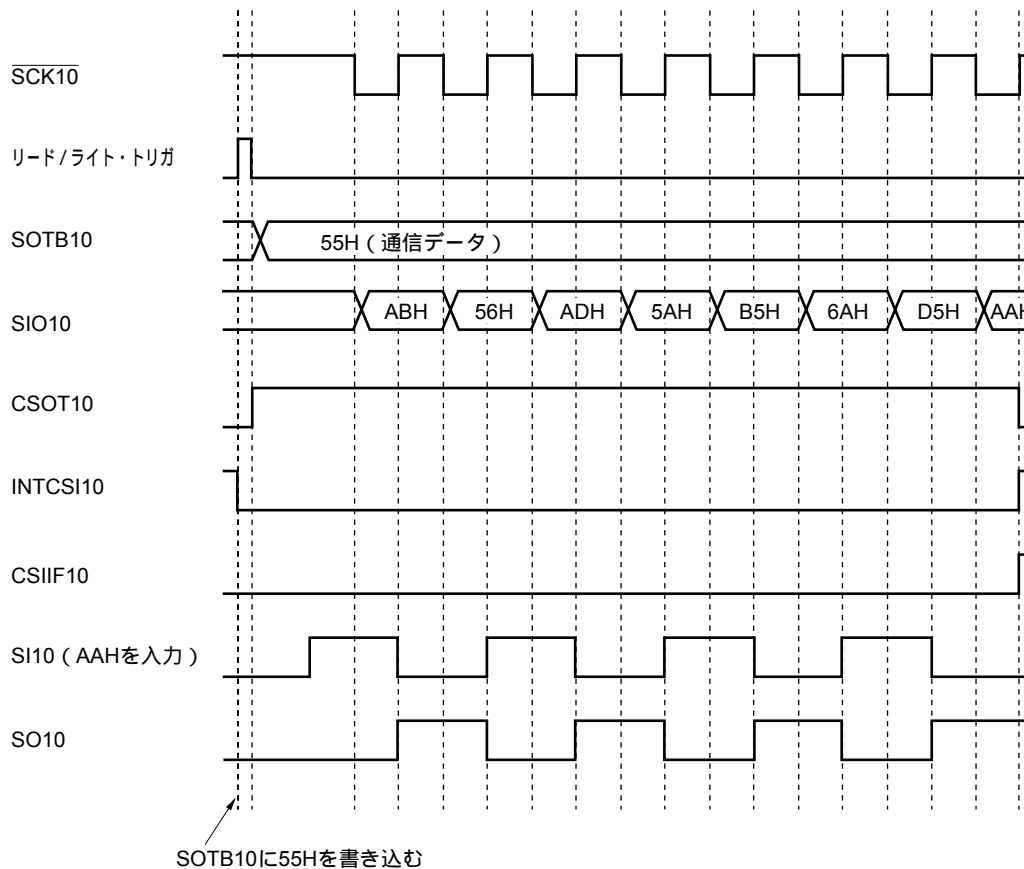 SCK10
リード/ライト・トリガ
SOTB10
55H(通信データ)
SIO10
ABH 56H ADH 5AH B5H 6AH D5H AAH
CSOT10
INTCSI10
CSIIF10
SI10(AAHを入力)
SO10
SOTB10に55Hを書き込む